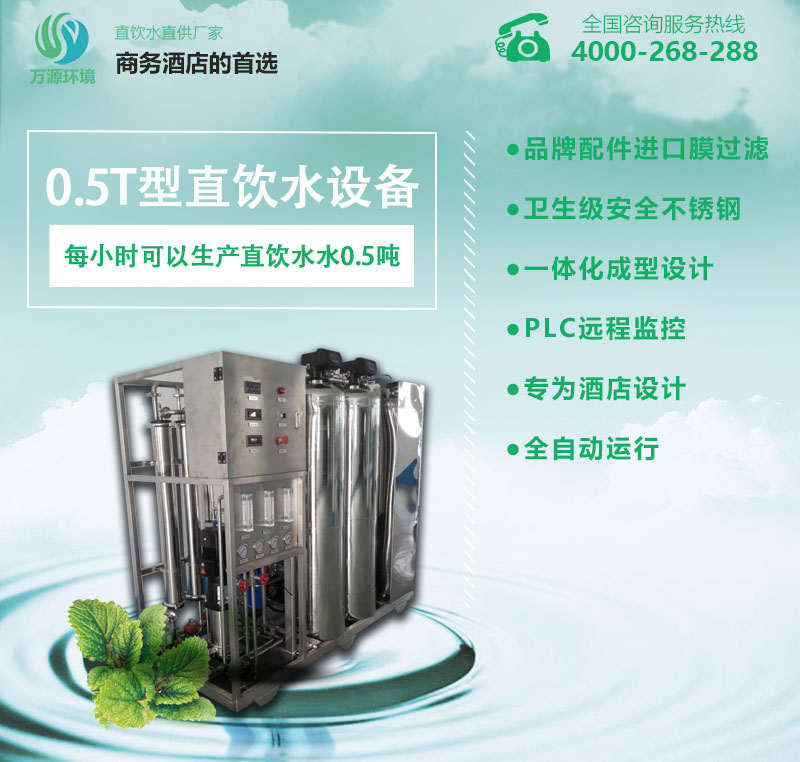 万源环境
直饮水直供厂家
商务酒店的首选
全国咨询服务热线
4000-268-288
0.5T型直饮水设备
每小时可以生产直饮水水0.5吨
●品牌配件进口膜过滤
●卫生级安全不锈钢
●一体化成型设计
●PLC远程监控
●专为酒店设计
●全自动运行